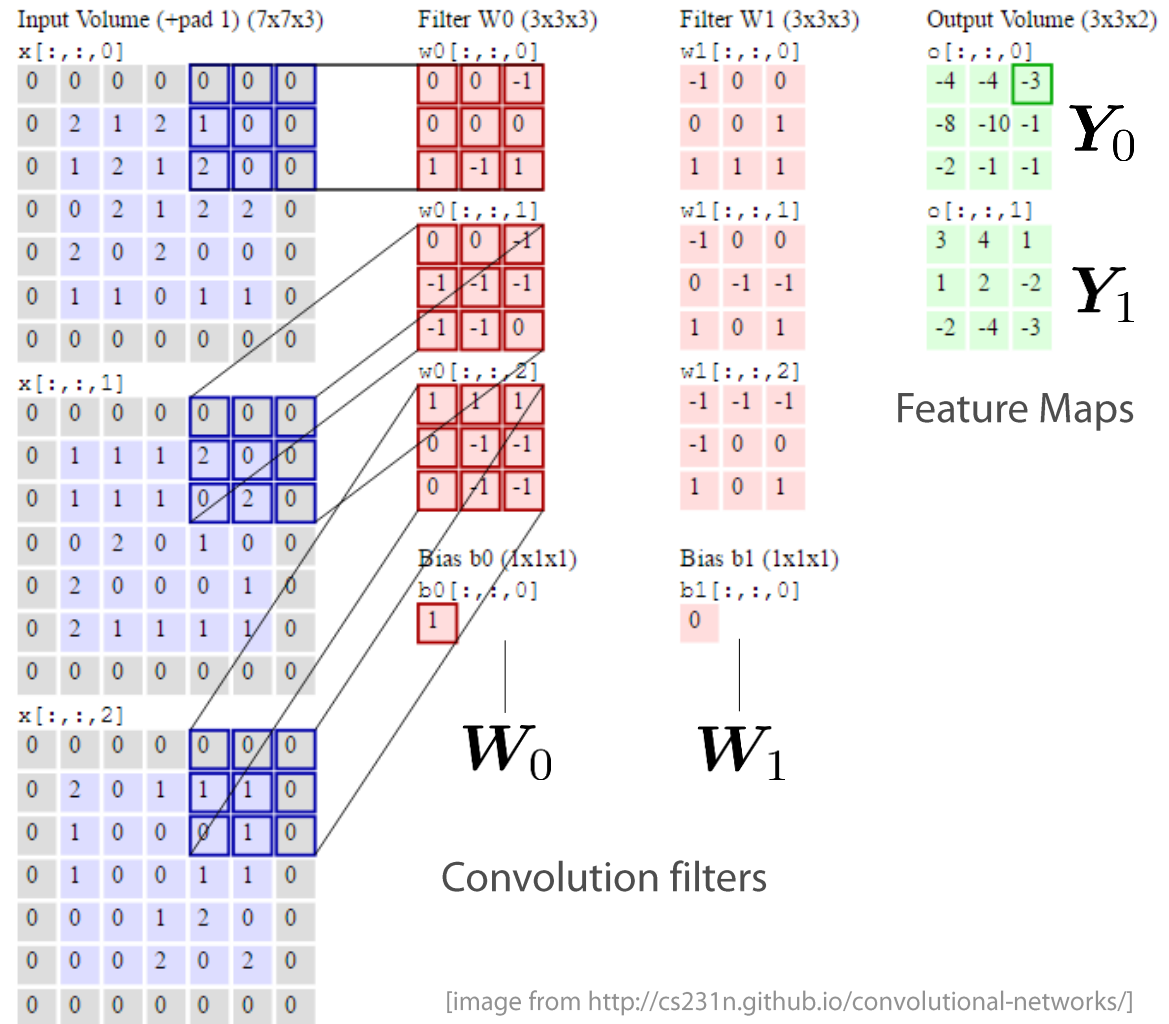 Input Volume (+pad 1) (7x7x3)
x[:,:,0]
0 0 0 0 0 0 0
0 2 1 2 1 0 0
0 1 2 1 2 0 0
0 0 2 1 2 2 0
0 2 0 2 0 0 0
0 1 1 0 1 1 0
0 0 0 0 0 0 0
x[:,:,1]
0 0 0 0 0 0 0
0 1 1 1 2 0 0
0 1 1 1 0 2 0
0 0 2 0 1 0 0
0 2 0 0 0 1 0
0 2 1 1 1 1 0
0 0 0 0 0 0 0
x[:,:,2]
0 0 0 0 0 0 0
0 2 0 1 1 1 0
0 1 0 0 0 1 0
0 1 0 0 1 1 0
0 0 0 1 2 0 0
0 0 0 2 0 2 0
0 0 0 0 0 0 0
Filter W0 (3x3x3)
w0[:,:,0]
0 0 -1
0 0 0
1 -1 1
w0[:,:,1]
0 0 -1
-1 -1 -1
-1 -1 0
w0[:,:,2]
1 1 1
0 -1 -1
0 -1 -1
Bias b0 (1x1x1)
b0[:,:,0]
1
W0
Filter W1 (3x3x3)
w1[:,:,0]
-1 0 0
0 0 1
1 1 1
w1[:,:,1]
-1 0 0
0 -1 -1
1 0 1
w1[:,:,2]
-1 -1 -1
-1 0 0
1 0 1
Bias b1 (1x1x1)
b1[:,:,0]
0
W1
Convolution filters
Output Volume (3x3x2)
o[:,:,0]
-4 -4 -3
-8 -10 -1
-2 -1 -1
Y0
o[:,:,1]
3 4 1
1 2 -2
-2 -4 -3
Y1
Feature Maps
[image from http://cs231n.github.io/convolutional-networks/]